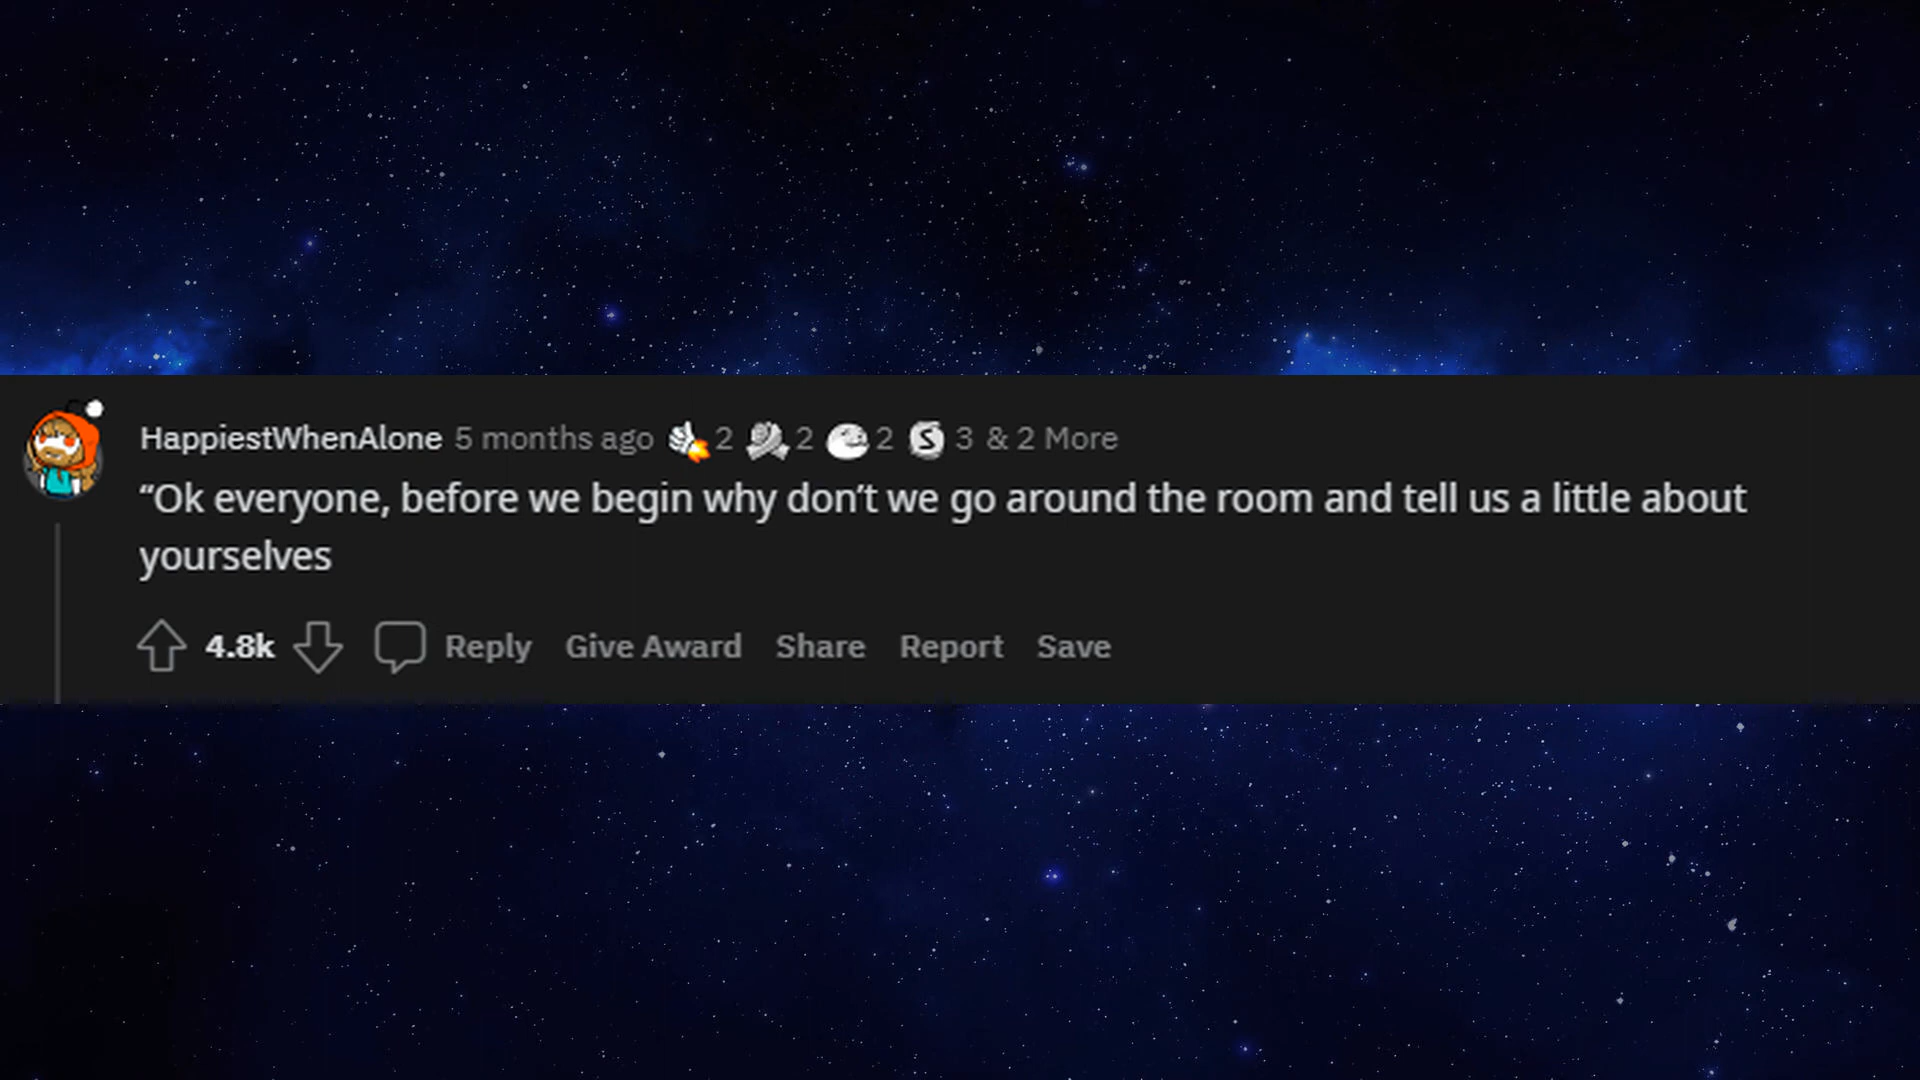 HappiestWhenAlone 5 months ago 2 2 2 3 & 2 More
“Ok everyone, before we begin why don’t we go around the room and tell us a little about
yourselves
4.8k Reply Give Award Share Report Save